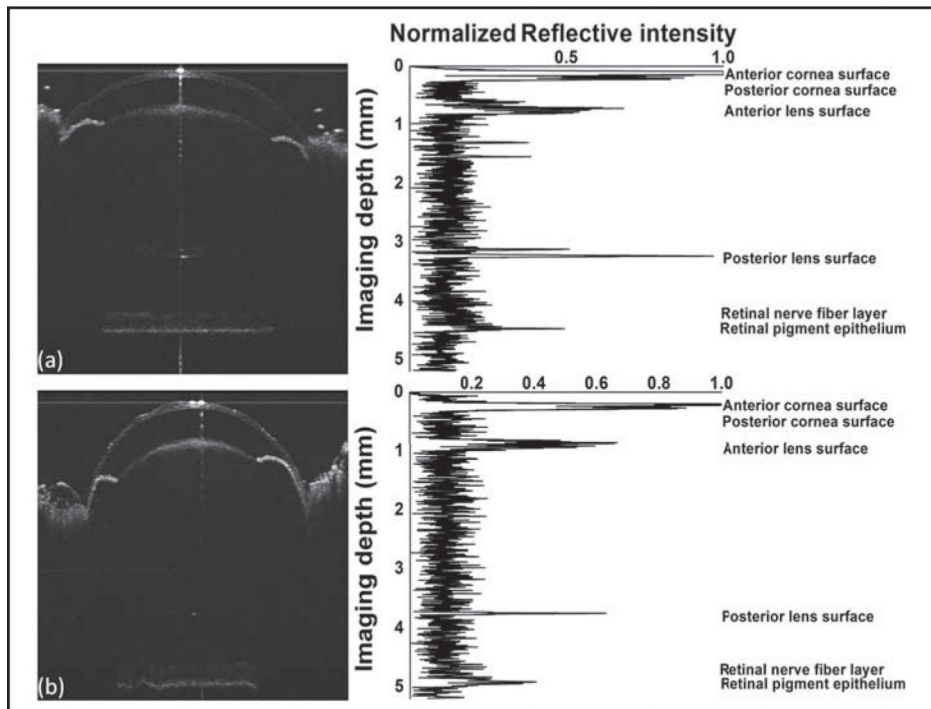 Normalized Reflective intensity
0.5 1.0
0
Anterior cornea surface
Posterior cornea surface
Anterior lens surface
1
2
3
Posterior lens surface
4
Retinal nerve fiber layer
Retinal pigment epithelium
5
Imaging depth (mm)
(a)
0.2 0.4 0.6 0.8 1.0
0
Anterior cornea surface
Posterior cornea surface
Anterior lens surface
1
2
3
Posterior lens surface
4
Retinal nerve fiber layer
Retinal pigment epithelium
5
Imaging depth (mm)
(b)